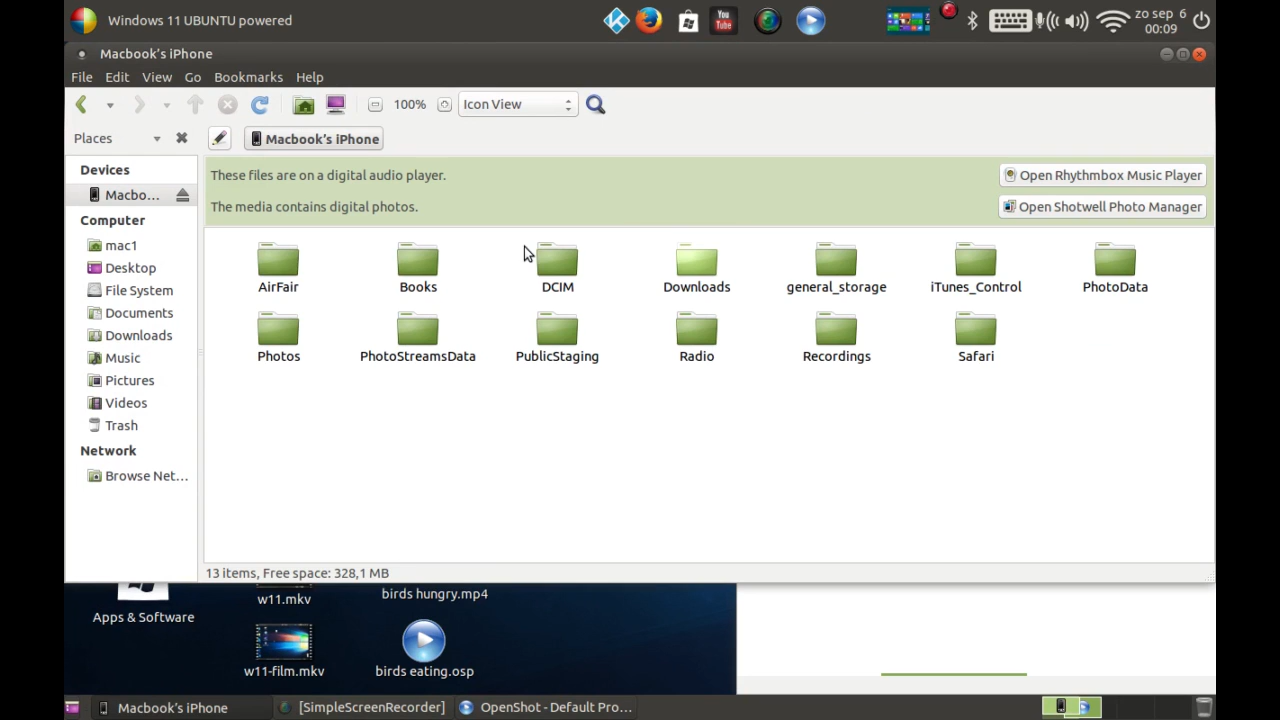 Windows 11 UBUNTU powered
You Tube
zo sep 6
00:09
Macbook's iPhone
File Edit View Go Bookmarks Help
100% Icon View
Places
Macbook's iPhone
Devices
Macbo...
Computer
mac1
Desktop
File System
Documents
Downloads
Music
Pictures
Videos
Trash
Network
Browse Net...
These files are on a digital audio player.
Open Rhythmbox Music Player
The media contains digital photos.
Open Shotwell Photo Manager
AirFair Books DCIM Downloads general_storage iTunes_Control PhotoData
Photos PhotoStreamsData PublicStaging Radio Recordings Safari
13 items, Free space: 328,1 MB
Apps & Software
w11.mkv
birds hungry.mp4
w11-film.mkv
birds eating.osp
Macbook's iPhone
[SimpleScreenRecorder]
OpenShot - Default Pro...